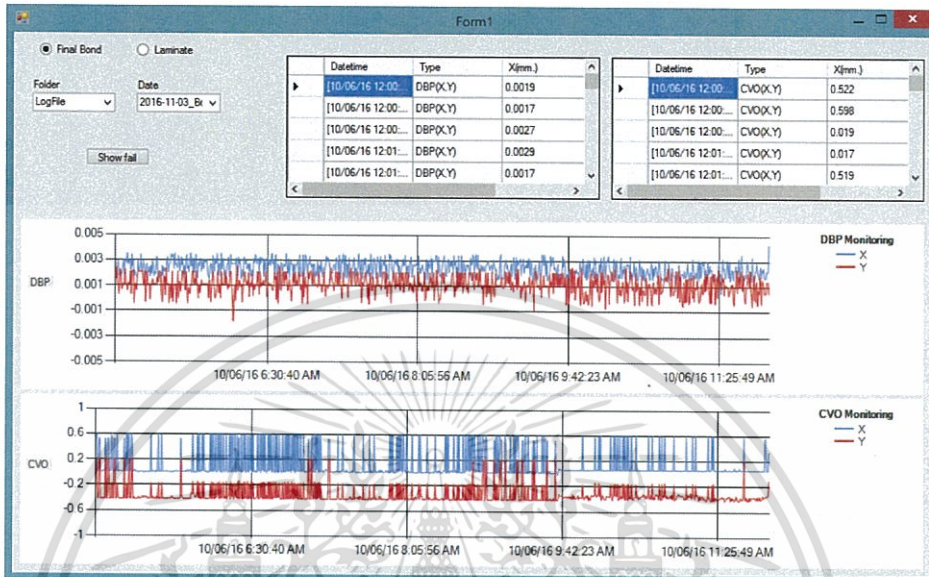 Form1
Final Bond
Laminate
Folder
Date
LogFile
2016-11-03_B
Show fail
Datetime Type X(mm.)
[10/06/16 12:00:... DBP(X,Y) 0.0019
[10/06/16 12:00:... DBP(X,Y) 0.0017
[10/06/16 12:00:... DBP(X,Y) 0.0027
[10/06/16 12:01:... DBP(X,Y) 0.0029
[10/06/16 12:01:... DBP(X,Y) 0.0017
Datetime Type X(mm.)
[10/06/16 12:00:... CVO(X,Y) 0.522
[10/06/16 12:00:... CVO(X,Y) 0.598
[10/06/16 12:00:... CVO(X,Y) 0.019
[10/06/16 12:01:... CVO(X,Y) 0.017
[10/06/16 12:01:... CVO(X,Y) 0.519
DBP
0.005
0.003
0.001
-0.001
-0.003
-0.005
10/06/16 6:30:40 AM 10/06/16 8:05:56 AM 10/06/16 9:42:23 AM 10/06/16 11:25:49 AM
DBP Monitoring
X
Y
CVO
1
0.6
0.2
-0.2
-0.6
-1
10/06/16 6:30:40 AM 10/06/16 8:05:56 AM 10/06/16 9:42:23 AM 10/06/16 11:25:49 AM
CVO Monitoring
X
Y